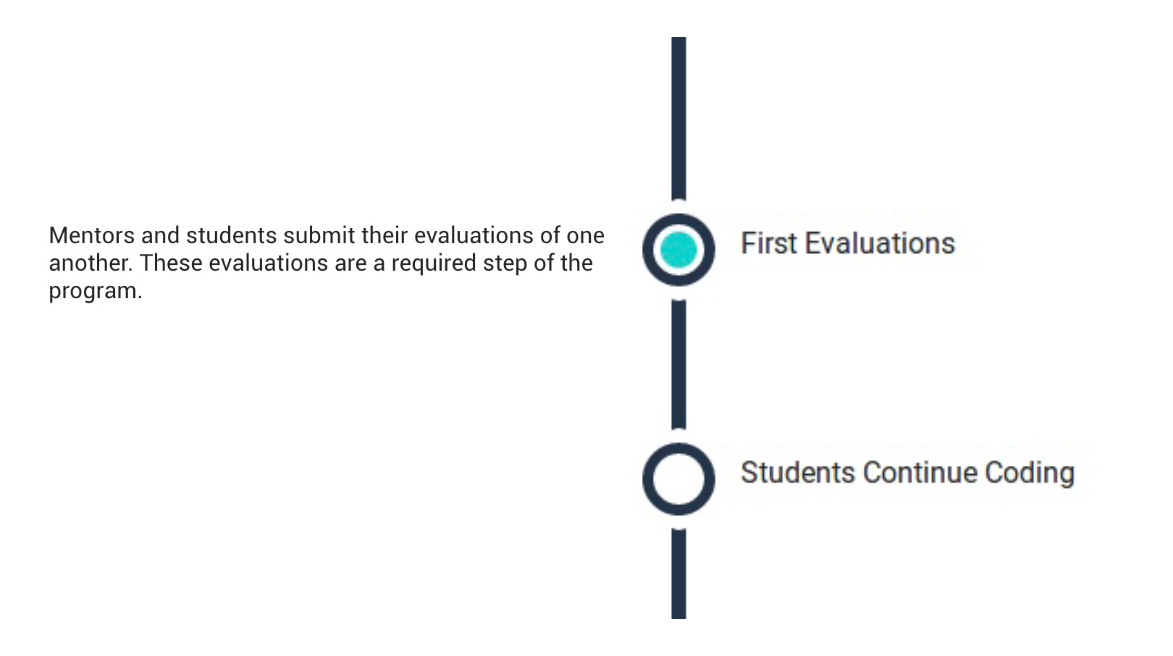 Mentors and students submit their evaluations of one
another. These evaluations are a required step of the
program.
First Evaluations
Students Continue Coding